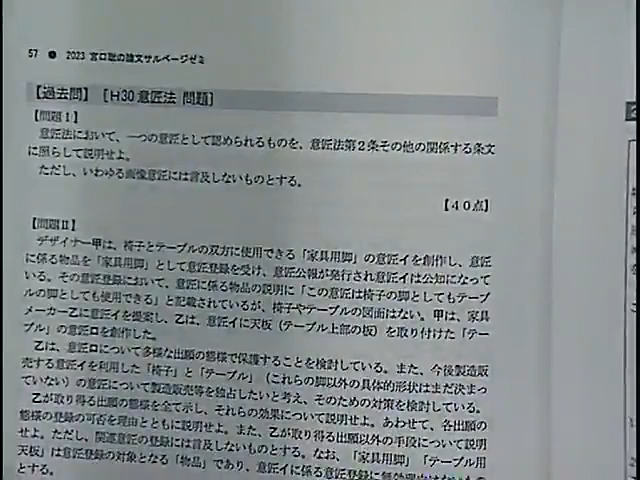 57 ● 2023 宮口聡の論文サルベージゼミ
【過去問】［H30 意匠法 問題］
【問題Ⅰ】
意匠法において、一つの意匠として認められるものを、意匠法第２条その他の関係する条文
に照らして説明せよ。
ただし、いわゆる画像意匠には言及しないものとする。
【４０点】
【問題Ⅱ】
デザイナー甲は、椅子とテーブルの双方に使用できる「家具用脚」の意匠イを創作し、意匠
に係る物品を「家具用脚」として意匠登録を受け、意匠公報が発行され意匠イは公知になって
いる。その意匠登録において、意匠に係る物品の説明に「この意匠は椅子の脚としてもテーブ
ルの脚としても使用できる」と記載されているが、椅子やテーブルの図面はない。甲は、家具
メーカー乙に意匠イを提案し、乙は、意匠イに天板（テーブル上部の板）を取り付けた「テー
ブル」の意匠ロを創作した。
乙は、意匠ロについて多様な出願の態様で保護することを検討している。また、今後製造販
売する意匠イを利用した「椅子」と「テーブル」（これらの脚以外の具体的形状はまだ決まっ
ていない）の意匠について製造販売等を独占したいと考え、そのための対策を検討している。
乙が取り得る出願の態様を全て示し、それらの効果について説明せよ。あわせて、各出願の
態様の登録の可否を理由とともに説明せよ。また、乙が取り得る出願以外の手段について説明
せよ。ただし、関連意匠の登録には言及しないものとする。なお、「家具用脚」「テーブル用
天板」は意匠登録の対象となる「物品」であり、意匠イに係る意匠登録に無効理由はないもの
とする。